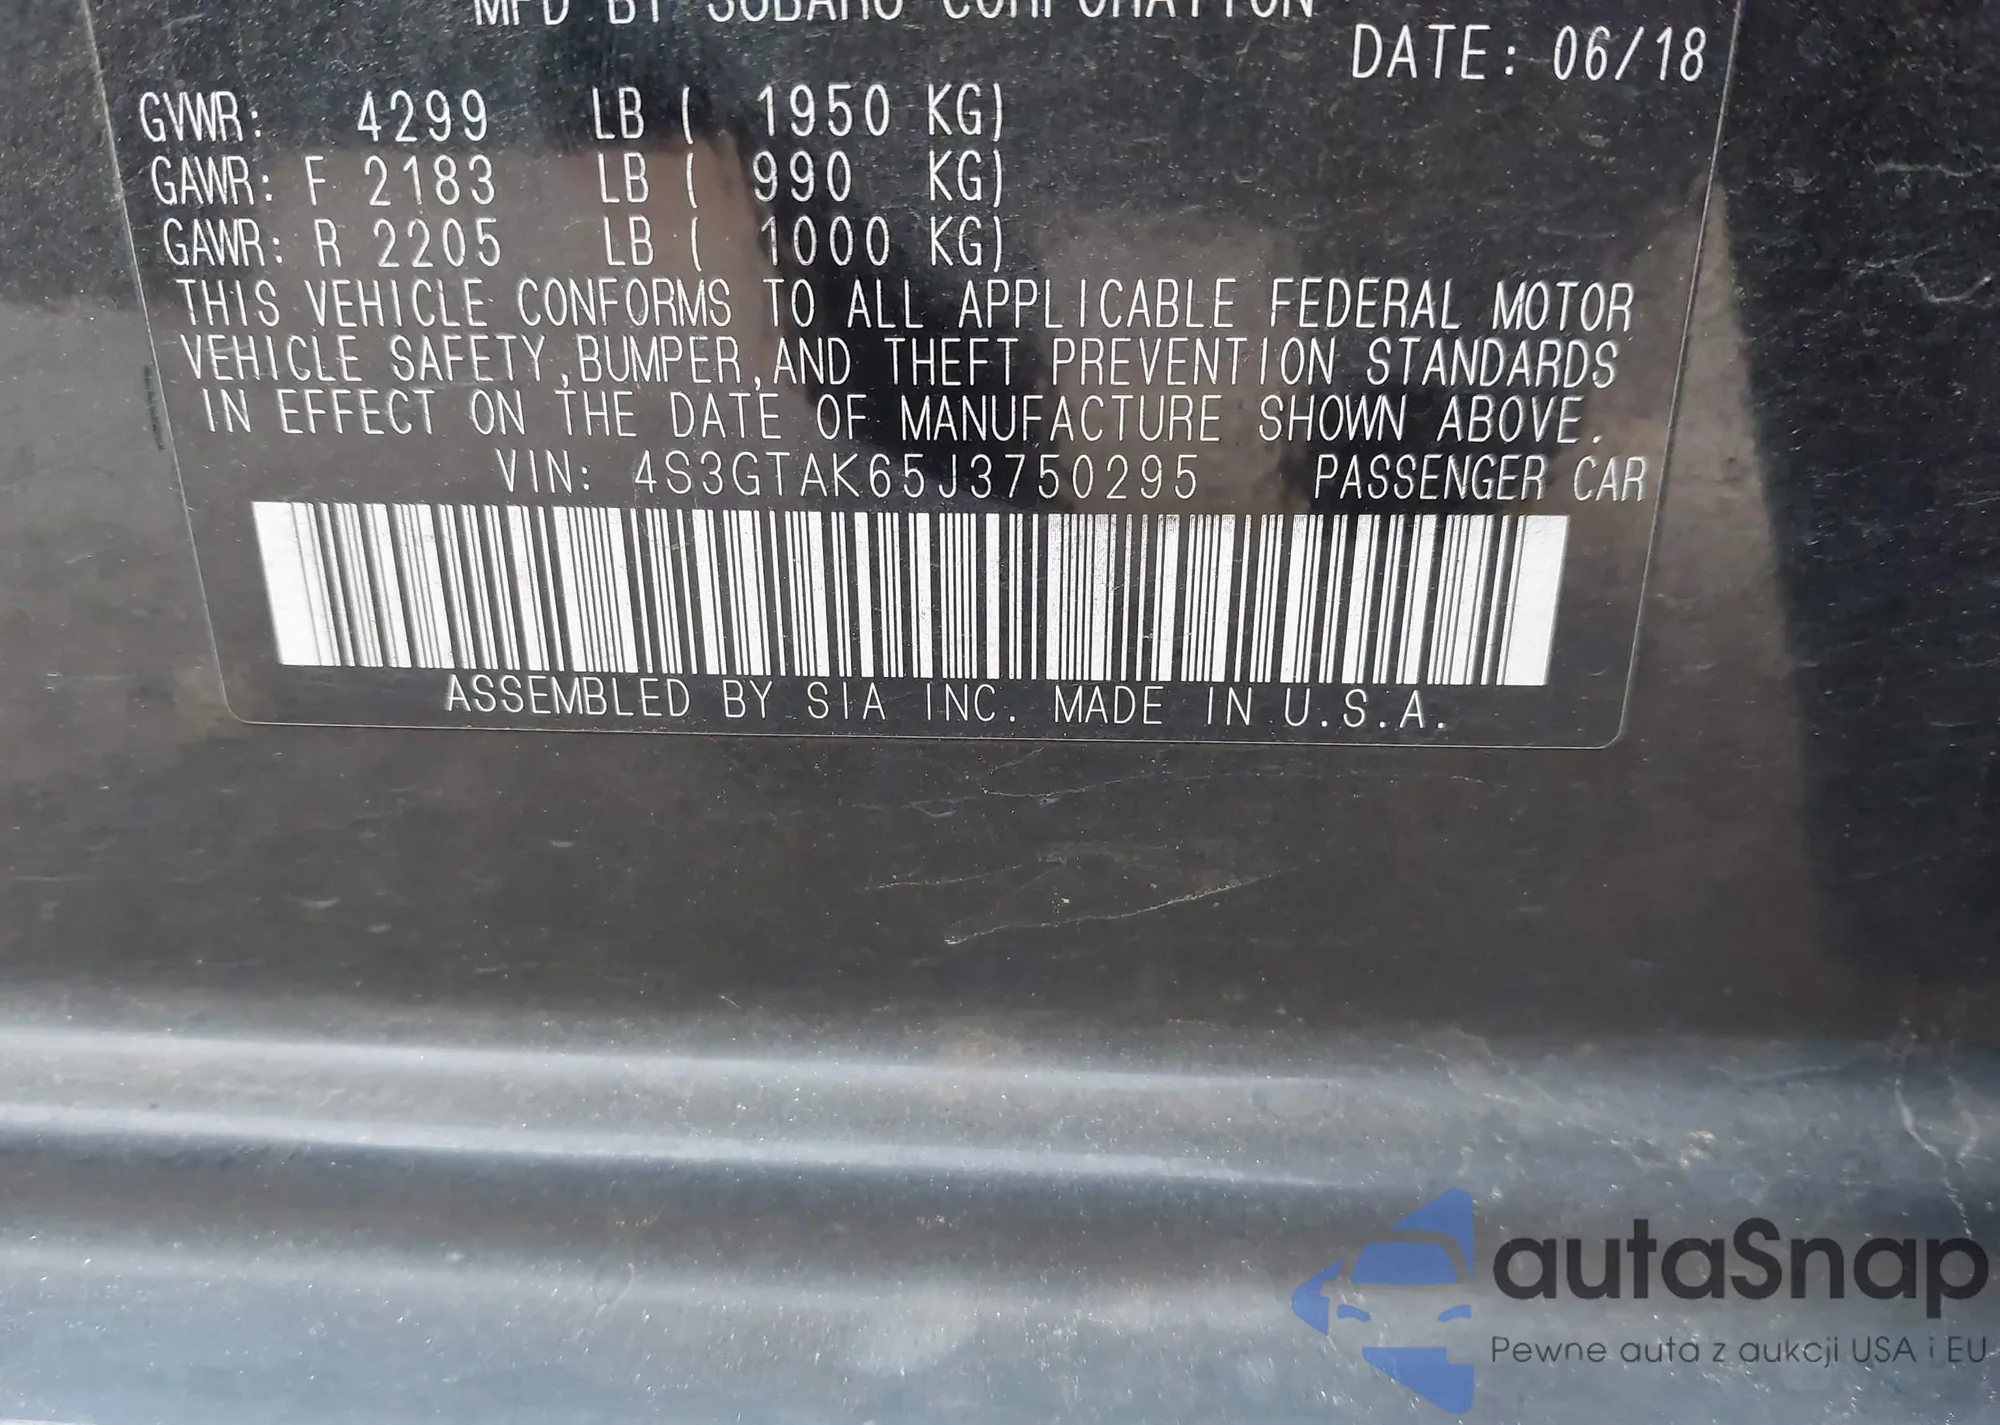 MFD BY SUBARU CORPORATION
DATE: 06/18
GVWR: 4299 LB ( 1950 KG)
GAWR: F 2183 LB ( 990 KG)
GAWR: R 2205 LB ( 1000 KG)
THIS VEHICLE CONFORMS TO ALL APPLICABLE FEDERAL MOTOR
VEHICLE SAFETY,BUMPER,AND THEFT PREVENTION STANDARDS
IN EFFECT ON THE DATE OF MANUFACTURE SHOWN ABOVE.
VIN: 4S3GTAK65J3750295 PASSENGER CAR
ASSEMBLED BY SIA INC. MADE IN U.S.A.
autaSnap
Pewne auta z aukcji USA i EU